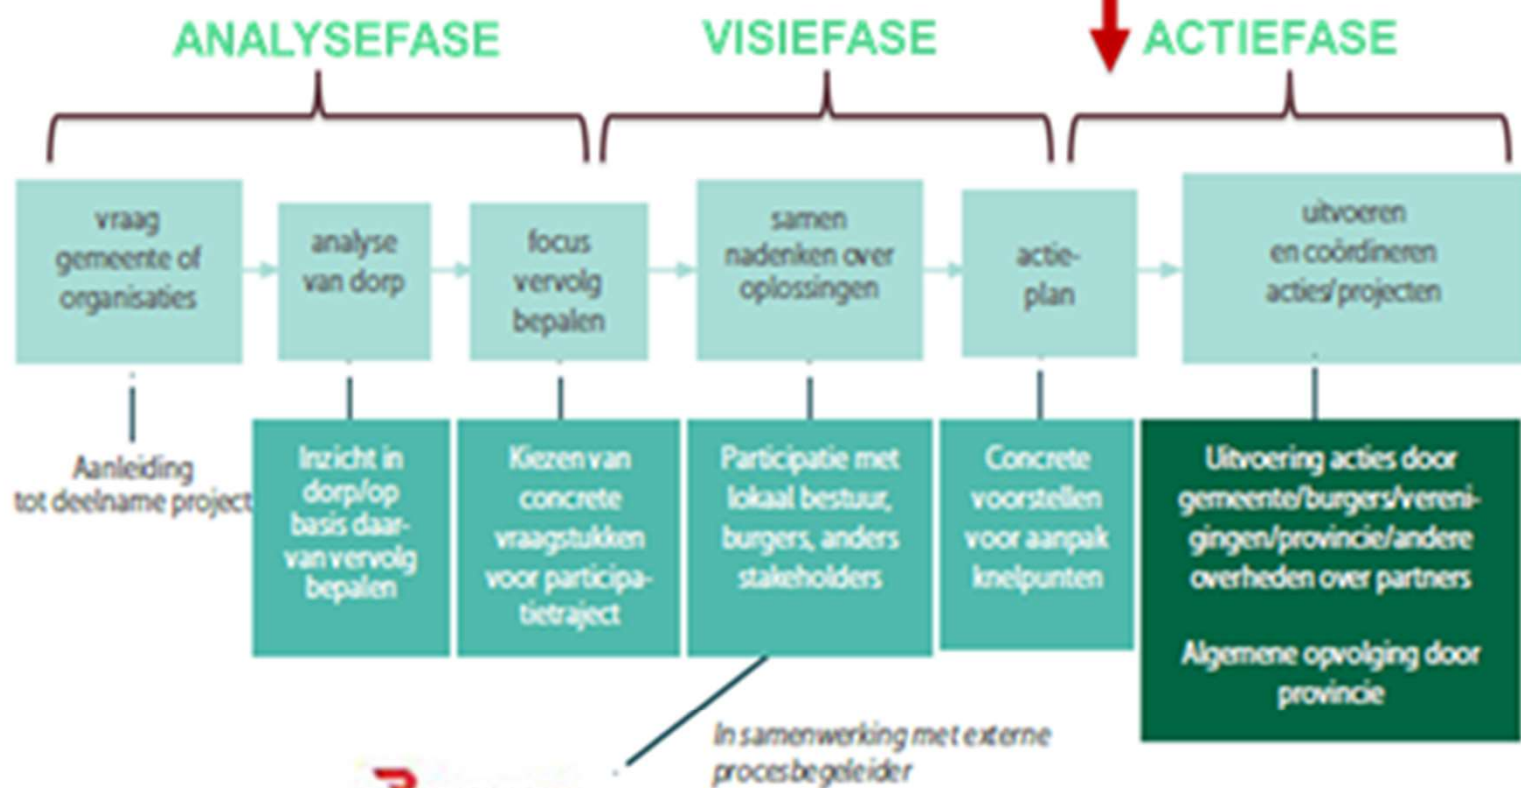 ANALYSEFASE
VISIEFASE
ACTIEFASE
vraag
gemeente of
organisaties
analyse
van dorp
focus
vervolg
bepalen
samen
nadenken over
oplossingen
actie-
plan
uitvoeren
en coördineren
acties/projecten
Aanleiding
tot deelname project
Inzicht in
dorp/op
basis daar-
van vervolg
bepalen
Kiezen van
concrete
vraagstukken
voor participa-
tietraject
Participatie met
lokaal bestuur,
burgers, anders
stakeholders
Concrete
voorstellen
voor aanpak
knelpunten
Uitvoering acties door
gemeente/burgers/vereni-
gingen/provincie/andere
overheden over partners
Algemene opvolging door
provincie
In samenwerking met externe
procesbegeleider